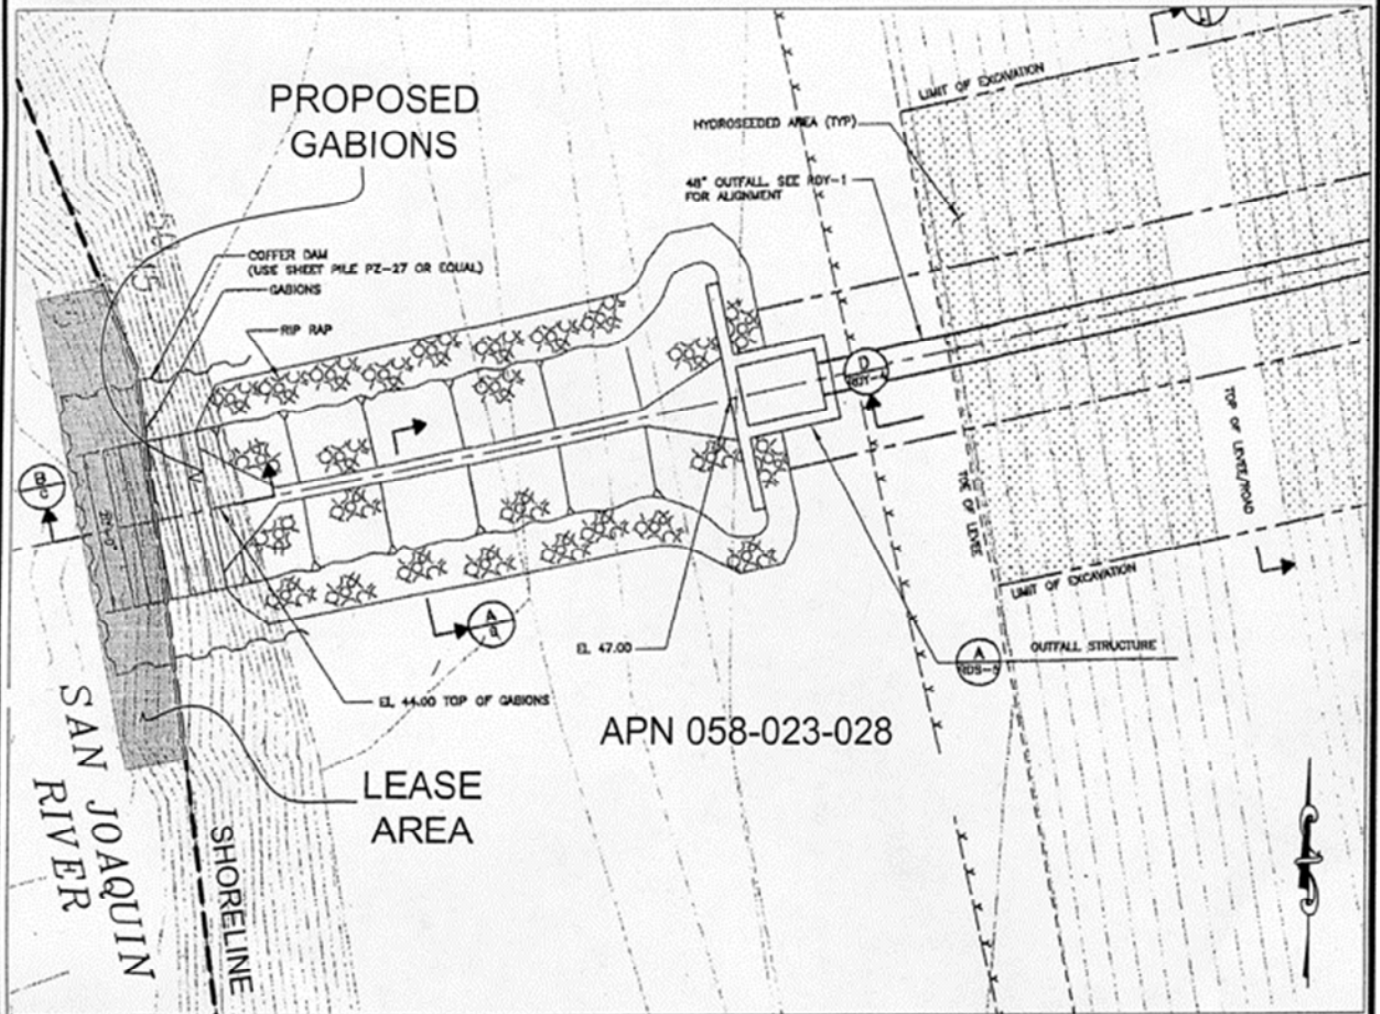 PROPOSED
GABIONS
LIMIT OF EXCAVATION
HYDROSEEDED AREA (TYP)
48" OUTFALL. SEE RDY-1
FOR ALIGNMENT
COFFER DAM
(USE SHEET PILE PZ-27 OR EQUAL)
GABIONS
RIP RAP
D
B
TOP OF LEVEE/ROAD
TOE OF LEVEE
LIMIT OF EXCAVATION
A
EL 47.00
A
OUTFALL STRUCTURE
EL 44.00 TOP OF GABIONS
APN 058-023-028
LEASE
AREA
SAN JOAQUIN
RIVER
SHORELINE